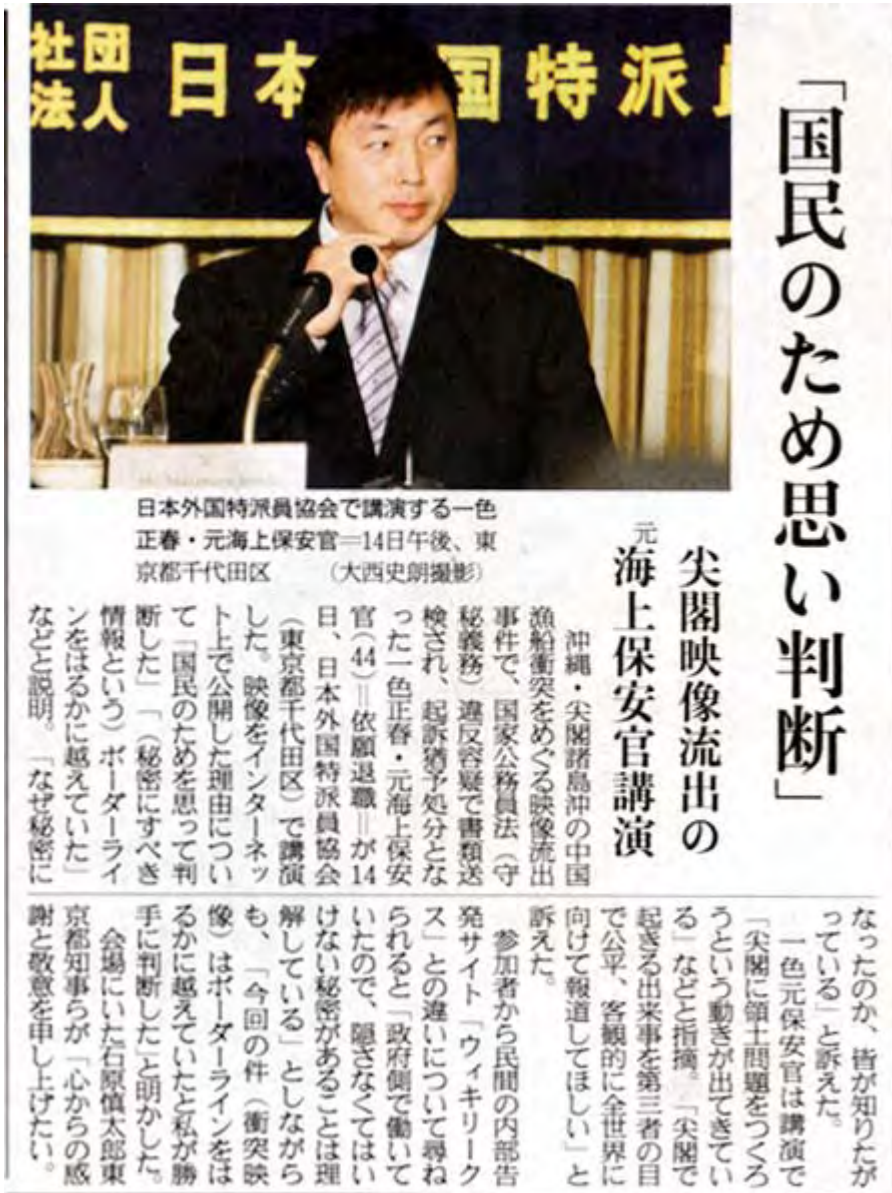 社団
法人
日本
国特派
「国民のため思い判断」
尖閣映像流出の
元海上保安官講演
日本外国特派員協会で講演する一色
正春・元海上保安官＝14日午後、東
京都千代田区　　（大西史朗撮影）
沖縄・尖閣諸島沖の中国
漁船衝突をめぐる映像流出
事件で、国家公務員法（守
秘義務）違反容疑で書類送
検され、起訴猶予処分とな
った一色正春・元海上保安
官（44）＝依願退職＝が14
日、日本外国特派員協会
（東京都千代田区）で講演
した。映像をインターネッ
ト上で公開した理由につい
て「国民のためを思って判
断した」「（秘密にすべき
情報という）ボーダーライ
ンをはるかに越えていた」
などと説明。「なぜ秘密に
なったのか、皆が知りたが
っている」と訴えた。
一色元保安官は講演で
「尖閣に領土問題をつくろ
うという動きが出てきてい
る」などと指摘。「尖閣で
起きる出来事を第三者の目
で公平、客観的に全世界に
向けて報道してほしい」と
訴えた。
参加者から民間の内部告
発サイト「ウィキリーク
ス」との違いについて尋ね
られると「政府側で働いて
いたので、隠さなくてはい
けない秘密があることは理
解している」としながら
も、「今回の件（衝突映
像）はボーダーラインをは
るかに越えていたと私が勝
手に判断した」と明かした。
会場にいた石原慎太郎東
京都知事らが「心からの感
謝と敬意を申し上げたい。